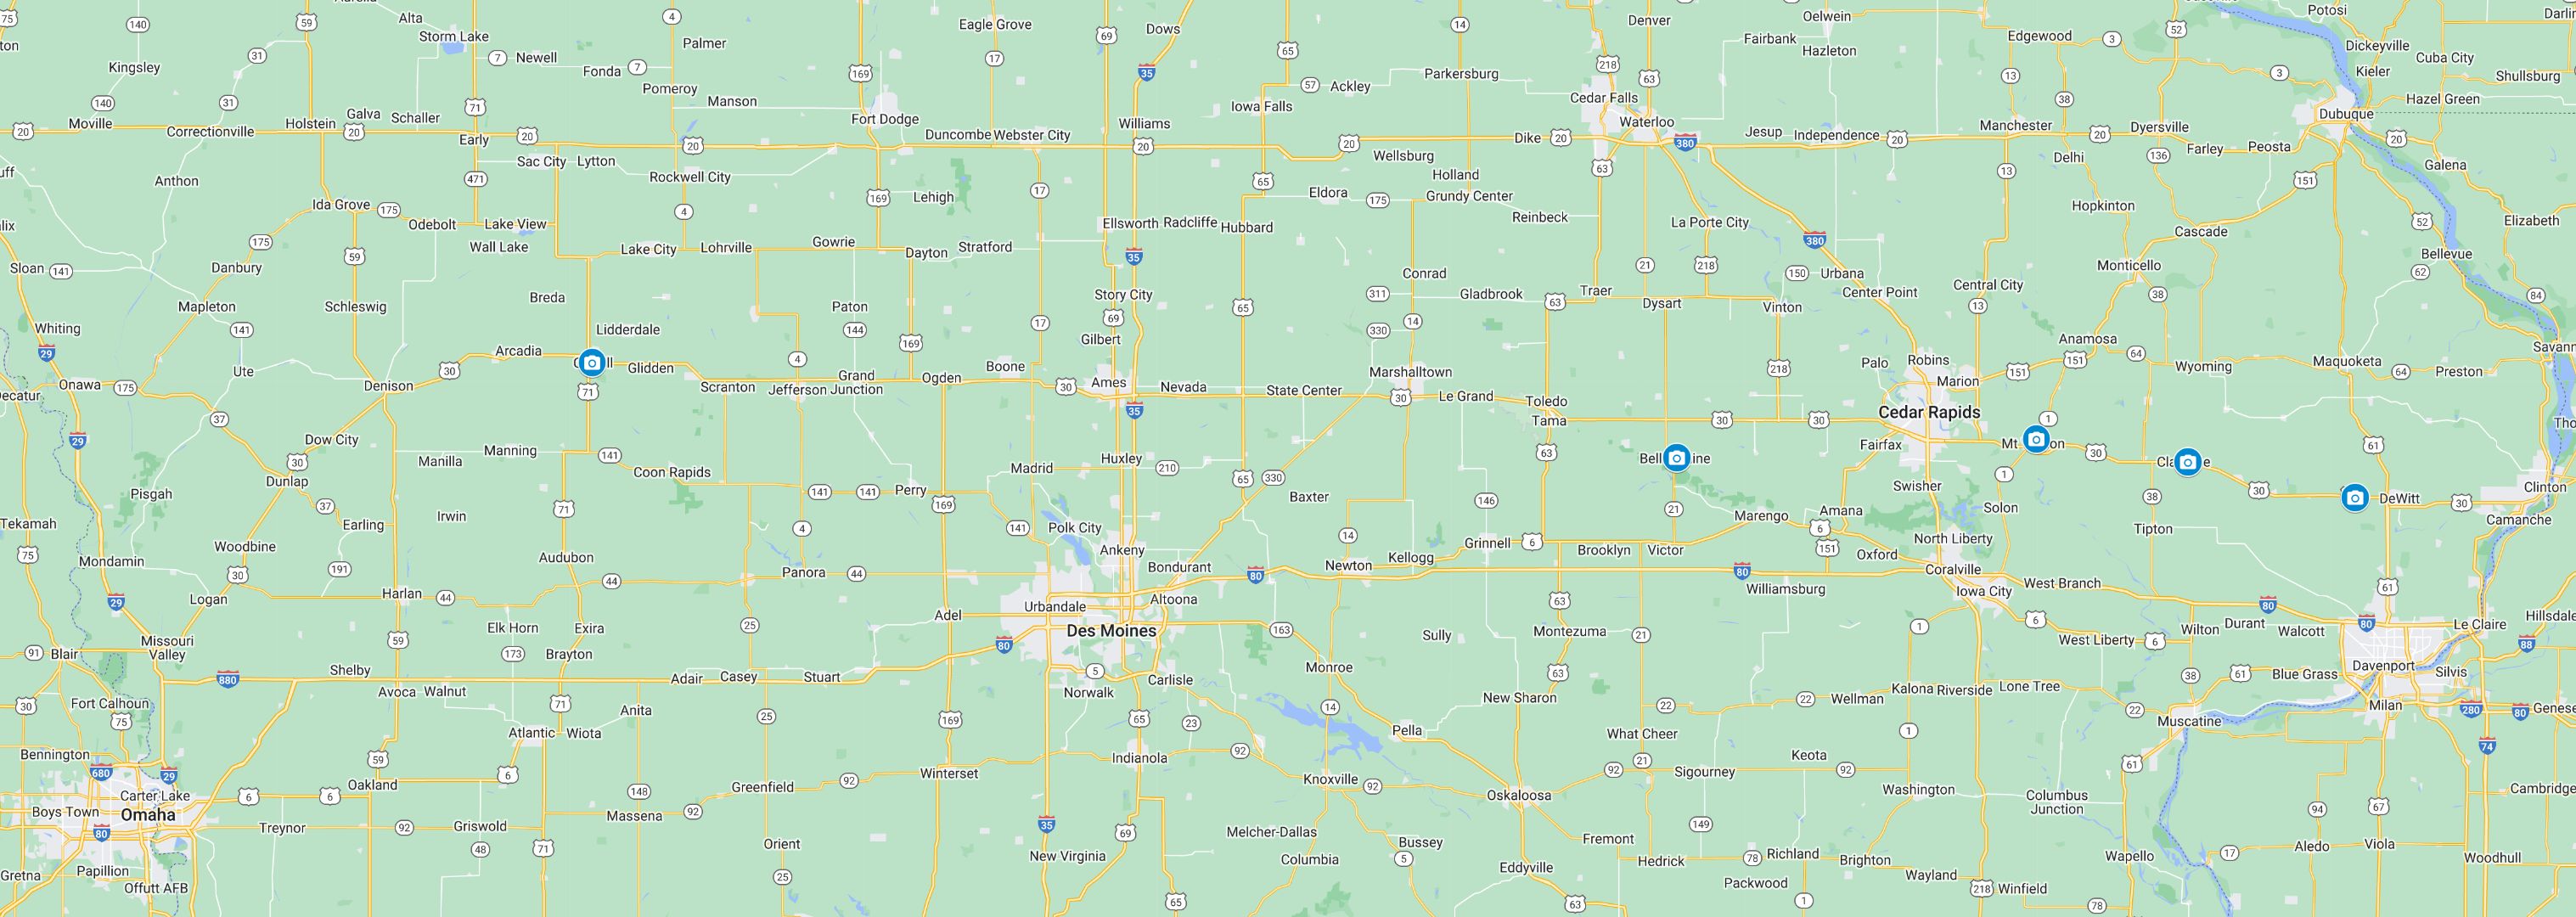 Alta
Storm Lake
Newell
Fonda
Palmer
Pomeroy
Manson
Kingsley
Moville
Correctionville
Holstein
Galva
Schaller
Early
Sac City
Lytton
Rockwell City
Fort Dodge
Duncombe
Webster City
Eagle Grove
Dows
Williams
Iowa Falls
Ackley
Parkersburg
Wellsburg
Holland
Grundy Center
Eldora
Dike
Cedar Falls
Waterloo
Denver
Fairbank
Oelwein
Hazleton
Jesup
Independence
Manchester
Edgewood
Delhi
Dyersville
Farley
Peosta
Dubuque
Potosi
Dickeyville
Kieler
Cuba City
Shullsburg
Hazel Green
Galena
Elizabeth
Anthon
Ida Grove
Odebolt
Lake View
Wall Lake
Lake City
Lohrville
Gowrie
Dayton
Lehigh
Stratford
Ellsworth
Radcliffe
Hubbard
Reinbeck
La Porte City
Hopkinton
Cascade
Bellevue
Sloan
Danbury
Mapleton
Schleswig
Breda
Lidderdale
Paton
Story City
Gilbert
Conrad
Gladbrook
Traer
Dysart
Vinton
Urbana
Center Point
Central City
Monticello
Whiting
Onawa
Ute
Denison
Arcadia
Glidden
Scranton
Jefferson
Grand
Junction
Ogden
Boone
Ames
Nevada
State Center
Marshalltown
Le Grand
Toledo
Tama
Palo
Robins
Marion
Cedar Rapids
Fairfax
Anamosa
Wyoming
Maquoketa
Preston
Dow City
Manilla
Manning
Coon Rapids
Perry
Madrid
Huxley
Baxter
Swisher
Solon
Tipton
DeWitt
Clinton
Camanche
Dunlap
Pisgah
Tekamah
Earling
Irwin
Woodbine
Mondamin
Audubon
Panora
Polk City
Ankeny
Bondurant
Newton
Kellogg
Grinnell
Brooklyn
Victor
Marengo
Amana
Oxford
North Liberty
Coralville
Iowa City
West Branch
Logan
Harlan
Adel
Urbandale
Altoona
Des Moines
Williamsburg
Missouri
Valley
Blair
Elk Horn
Exira
Brayton
Sully
Montezuma
West Liberty
Wilton
Durant
Walcott
Le Claire
Hillsdale
Davenport
Silvis
Blue Grass
Milan
Shelby
Avoca
Walnut
Adair
Casey
Stuart
Norwalk
Carlisle
Monroe
New Sharon
Wellman
Kalona
Riverside
Lone Tree
Muscatine
Fort Calhoun
Anita
Atlantic
Wiota
Pella
What Cheer
Bennington
Carter Lake
Boys Town
Omaha
Oakland
Greenfield
Winterset
Indianola
Knoxville
Oskaloosa
Sigourney
Keota
Washington
Columbus
Junction
Cambridge
Treynor
Griswold
Massena
Papillion
Gretna
Offutt AFB
Orient
New Virginia
Melcher-Dallas
Columbia
Bussey
Fremont
Eddyville
Hedrick
Richland
Packwood
Brighton
Wayland
Winfield
Wapello
Aledo
Viola
Woodhull